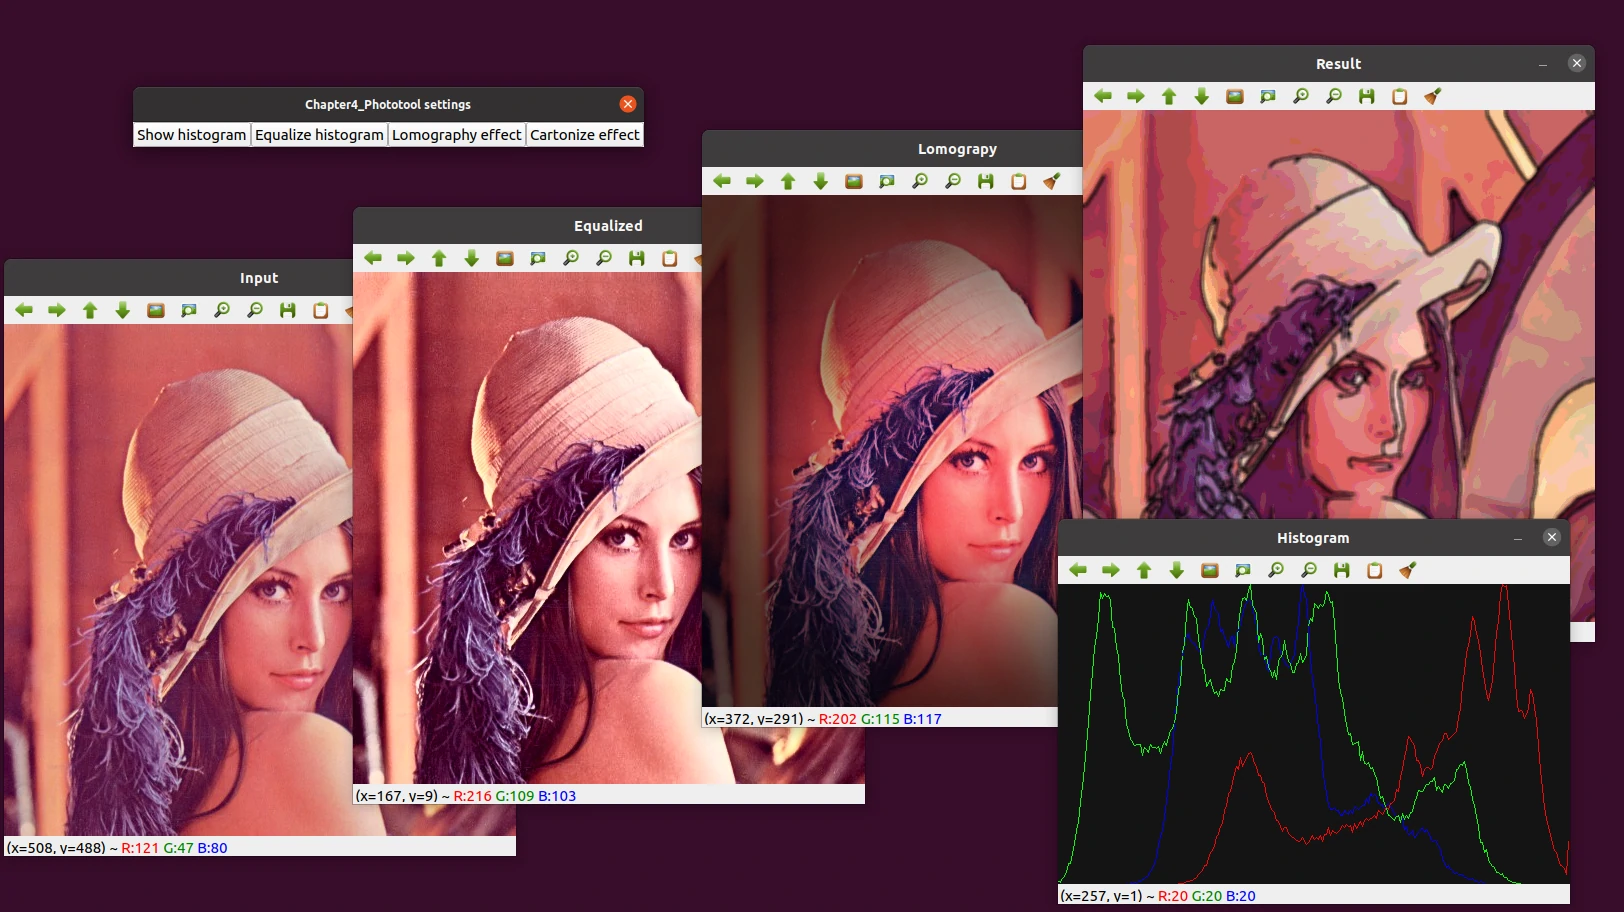 Result
Chapter4_Phototool settings
Show histogram Equalize histogram Lomography effect Cartonize effect
Lomograpy
Equalized
Input
Histogram
(x=372, y=291) ~ R:202 G:115 B:117
(x=167, y=9) ~ R:216 G:109 B:103
(x=508, y=488) ~ R:121 G:47 B:80
(x=257, y=1) ~ R:20 G:20 B:20